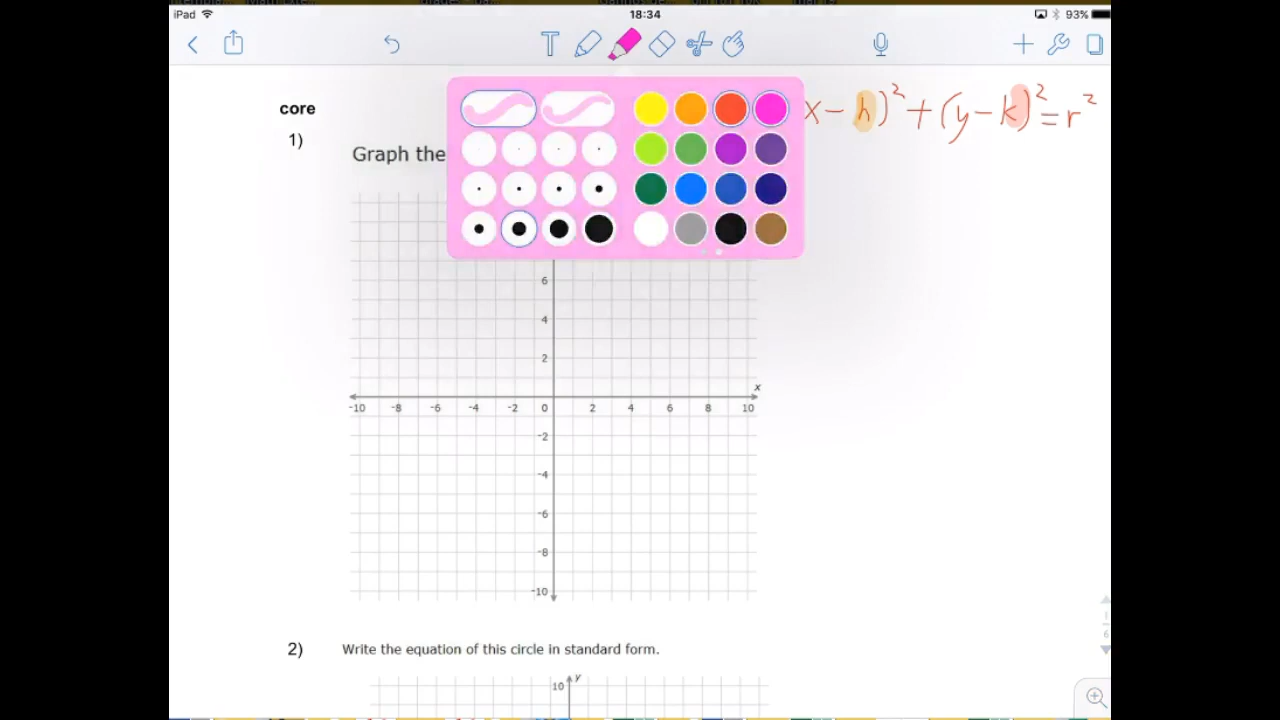 iPad 18:34 93%
T
core (x - h)² + (y - k)² = r²
1)
Graph the
6
4
2
x
-10 -8 -6 -4 -2 0 2 4 6 8 10
-2
-4
-6
-8
-10
1
6
2) Write the equation of this circle in standard form.
10 y